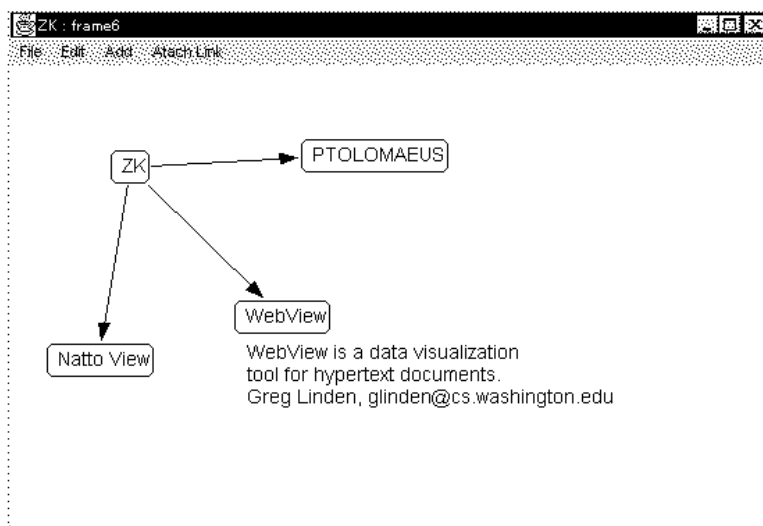 ZK : frame6
File Edit Add Atach Link
PTOLOMAEUS
ZK
WebView
Natto View
WebView is a data visualization
tool for hypertext documents.
Greg Linden, glinden@cs.washington.edu